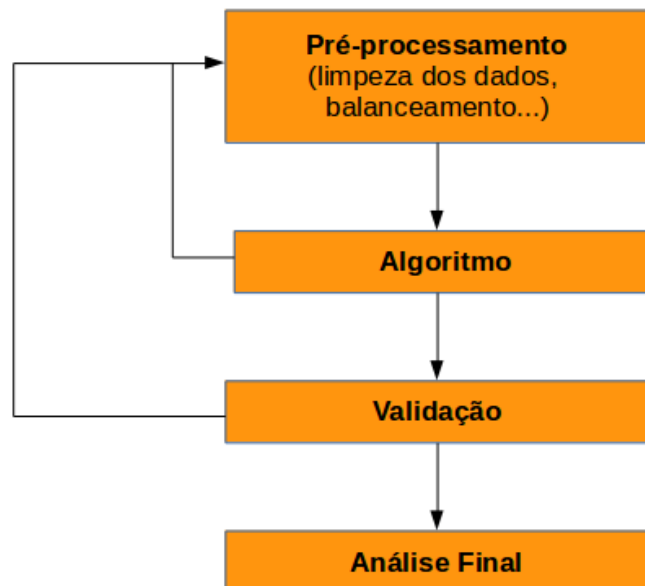 Pré-processamento
(limpeza dos dados,
balanceamento...)
Algoritmo
Validação
Análise Final